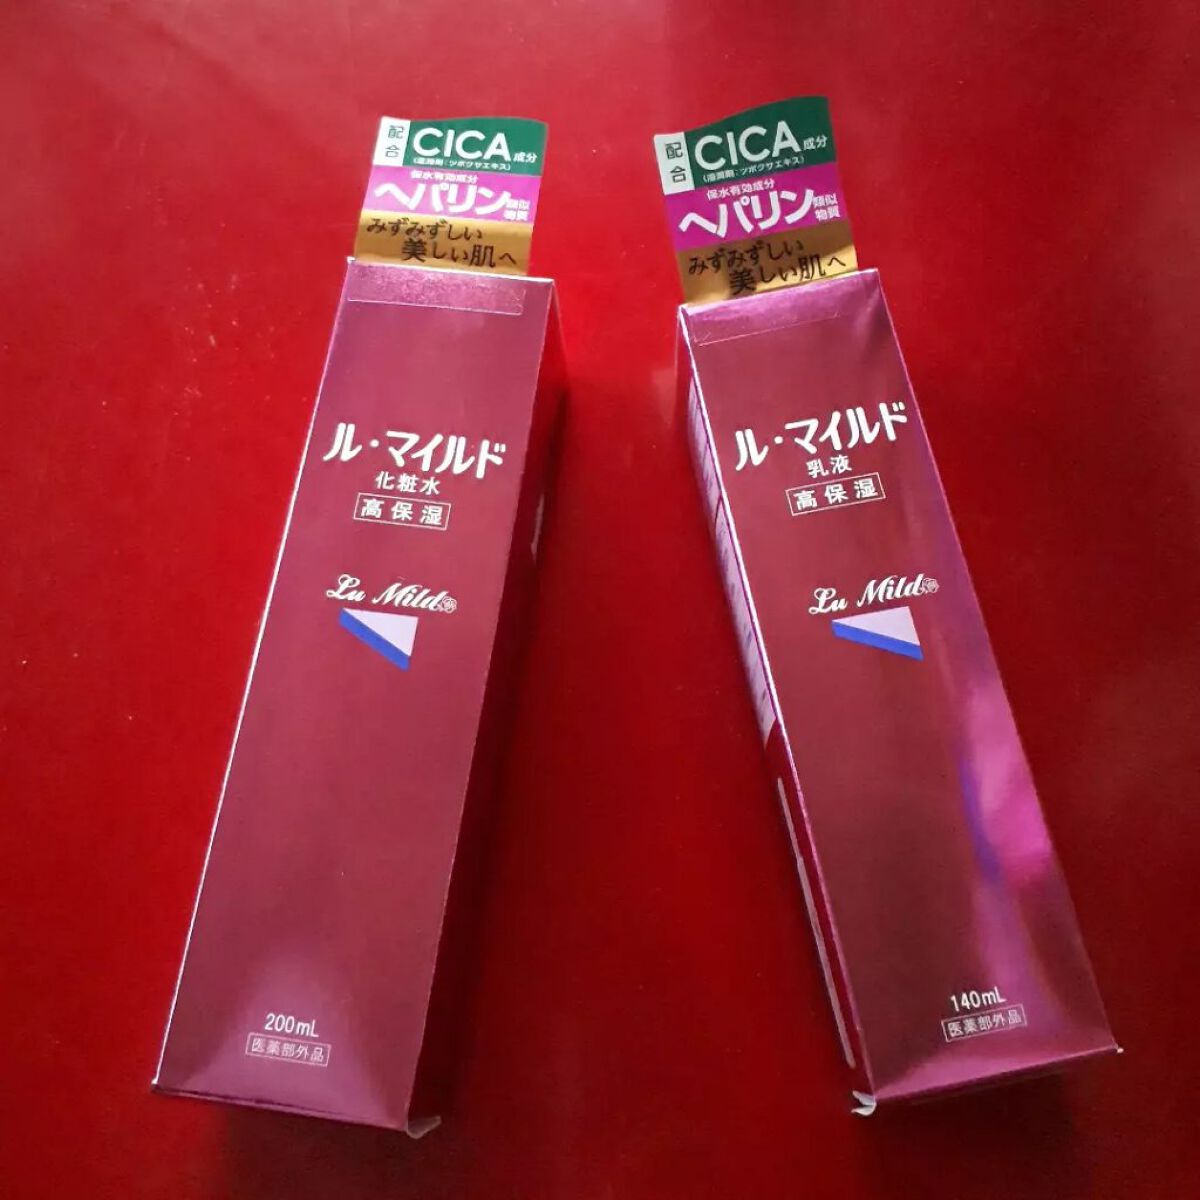 配合
CICA成分
(湿潤剤:ツボクサエキス)
保水有効成分
ヘパリン類似物質
みずみずしい
美しい肌へ
ル・マイルド
化粧水
高保湿
Lu Mild
200mL
医薬部外品
配合
CICA成分
(湿潤剤:ツボクサエキス)
保水有効成分
ヘパリン類似物質
みずみずしい
美しい肌へ
ル・マイルド
乳液
高保湿
Lu Mild
140mL
医薬部外品